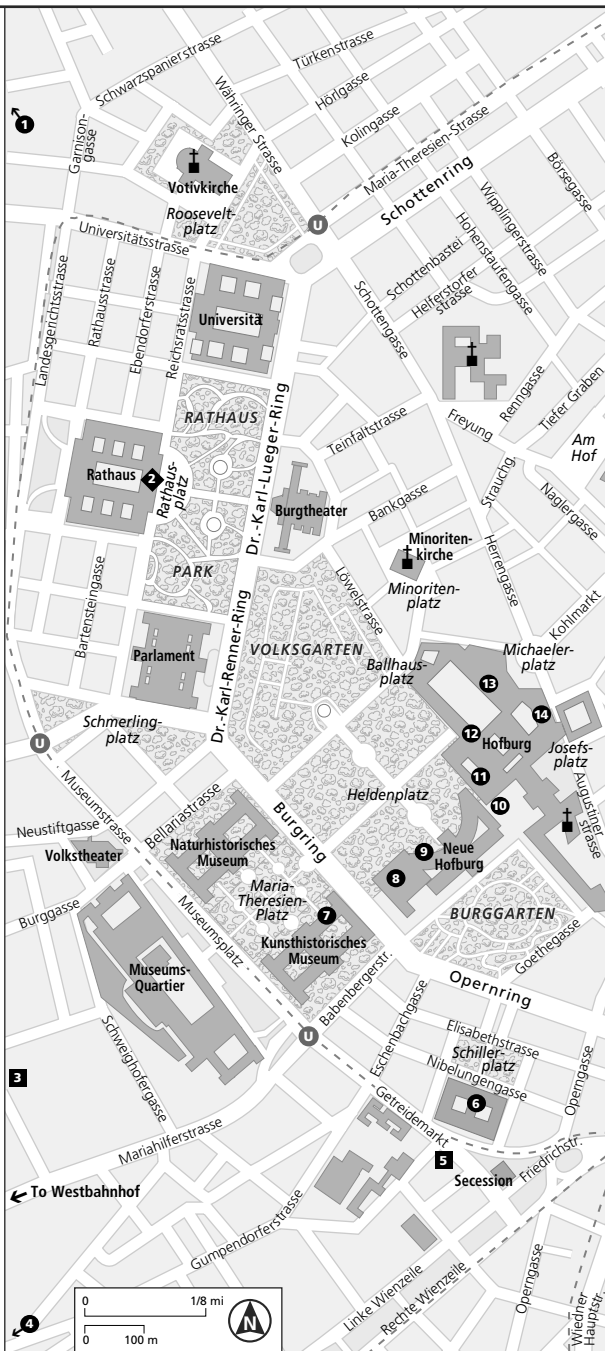 Schwarzspanierstrasse
Türkenstrasse
Hörlgasse
Währinger Strasse
Kolingasse
Maria-Theresien-Strasse
1
Garnison-
gasse
Votivkirche
Roosevelt-
platz
U
Schottenring
Börsegasse
Wipplingerstrasse
Hohenstaufengasse
Schottenbastei
Helferstorfer
strasse
Universitätsstrasse
Landesgerichtsstrasse
Rathausstrasse
Ebendorferstrasse
Reichsratsstrasse
Universität
Schottengasse
RATHAUS
Dr.-Karl-Lueger-Ring
Teinfaltstrasse
Freyung
Renngasse
Tiefer Graben
Am
Hof
Rathaus
2
Rathaus-
platz
Burgtheater
Bankgasse
Strauchg.
Naglergasse
Minoriten-
kirche
Herrengasse
Minoriten-
platz
PARK
Bartensteingasse
Löwelstrasse
Kohlmarkt
Parlament
VOLKSGARTEN
Dr.-Karl-Renner-Ring
Ballhaus-
platz
Michaeler-
platz
13
14
12
Hofburg
Josefs-
platz
Schmerling-
platz
U
11
10
Augustiner
strasse
Museumstrasse
Bellariastrasse
Heldenplatz
Burgring
Neustiftgasse
Naturhistorisches
Museum
Volkstheater
9
Neue
Hofburg
8
Maria-
Theresien-
Platz
7
Burggasse
Museumsplatz
Kunsthistorisches
Museum
BURGGARTEN
Goethegasse
Museums-
Quartier
Babenbergerstr.
Opernring
U
Eschenbachgasse
Elisabethstrasse
Schiller-
platz
Nibelungengasse
Operngasse
Schweighofergasse
3
6
Getreidemarkt
Mariahilferstrasse
5
Secession
Friedrichstr.
To Westbahnhof
Gumpendorferstrasse
Linke Wienzeile
Rechte Wienzeile
Operngasse
Wiedner
Hauptstr.
4
0 1/8 mi
0 100 m
N